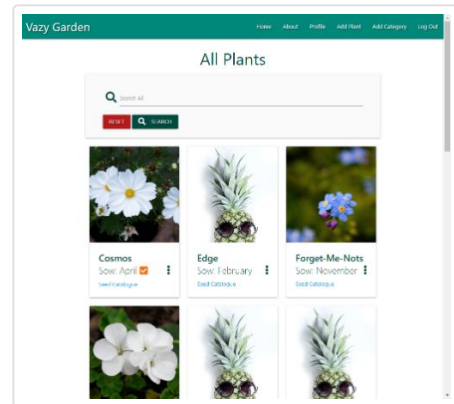 Vazy Garden Home About Profile Add Plant Add Category Log Out
All Plants
Search All
RESET SEARCH
Cosmos Edge Forget-Me-Nots
Sow: April Sow: February Sow: November
Seed Catalogue Seed Catalogue Seed Catalogue